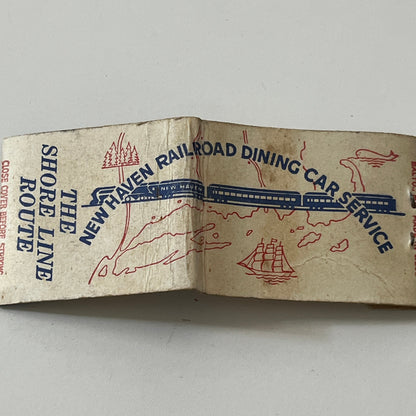 NEW HAVEN RAILROAD DINING CAR SERVICE
NEW HAVEN
THE
SHORE LINE
ROUTE
CLOSE COVER BEFORE STRIKING